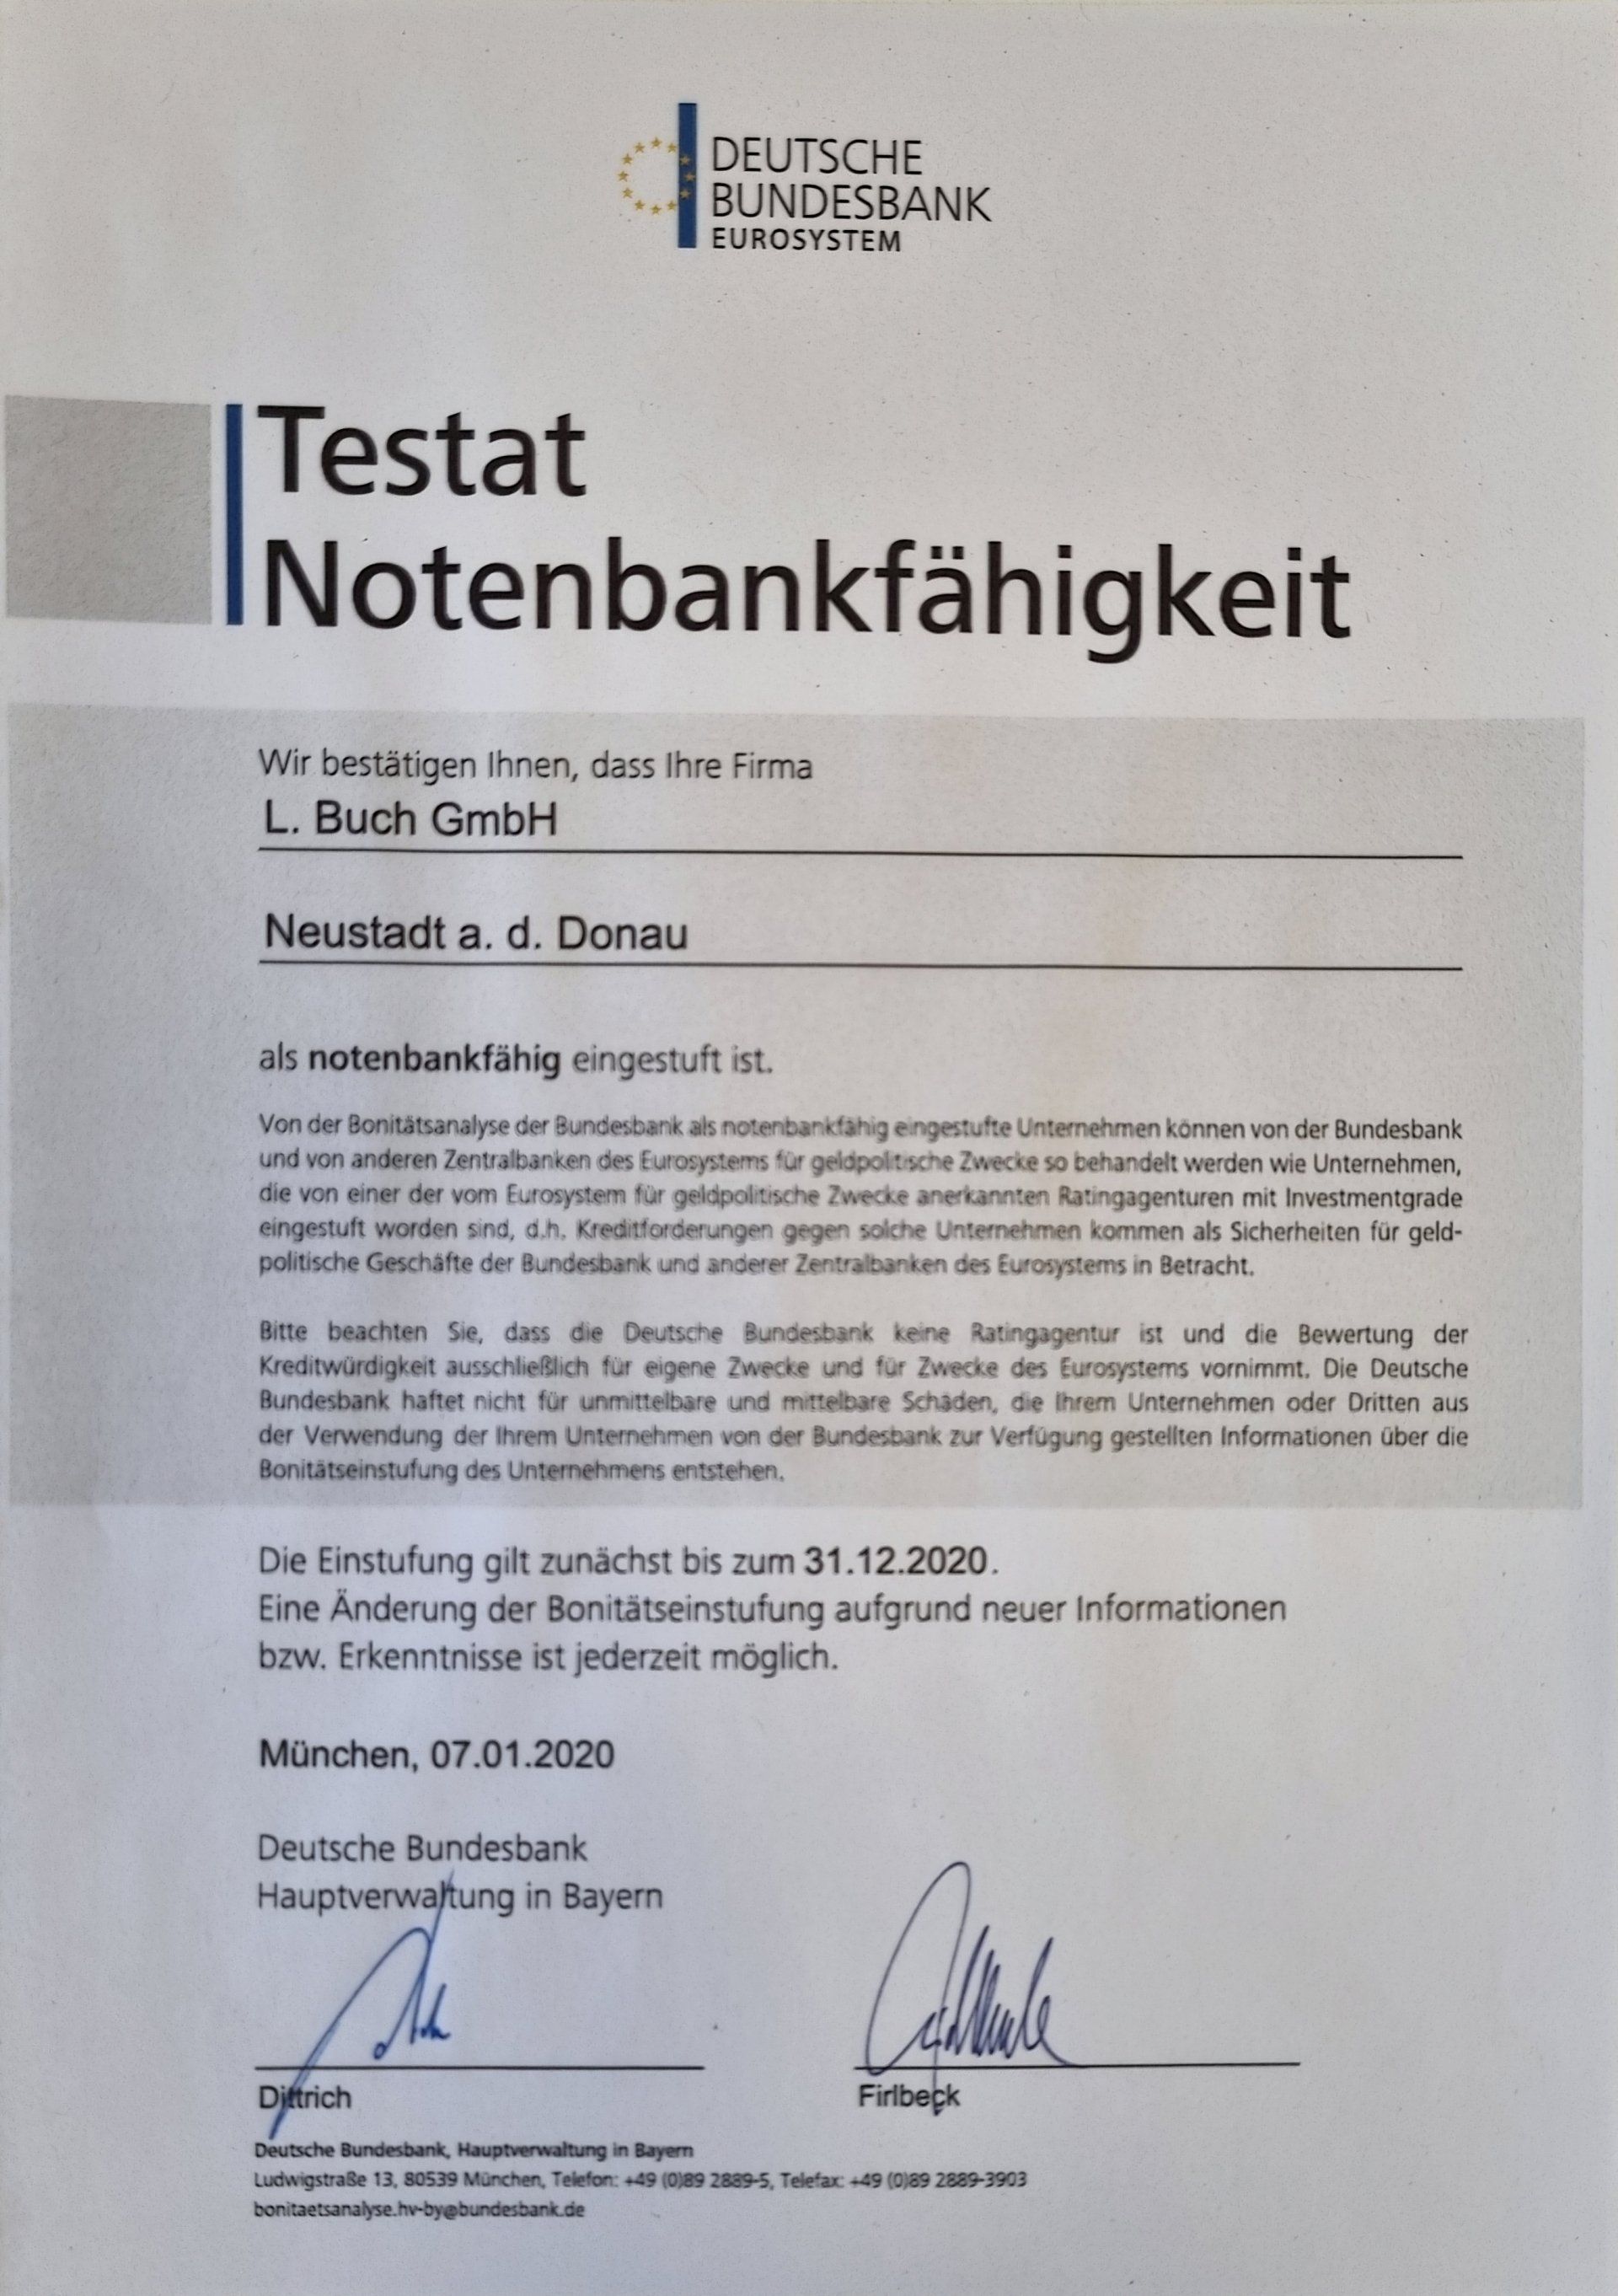 DEUTSCHE
BUNDESBANK
EUROSYSTEM
Testat
Notenbankfähigkeit
Wir bestätigen Ihnen, dass Ihre Firma
L. Buch GmbH
Neustadt a. d. Donau
als notenbankfähig eingestuft ist.
Von der Bonitätsanalyse der Bundesbank als notenbankfähig eingestufte Unternehmen können von der Bundesbank
und von anderen Zentralbanken des Eurosystems für geldpolitische Zwecke so behandelt werden wie Unternehmen,
die von einer der vom Eurosystem für geldpolitische Zwecke anerkannten Ratingagenturen mit Investmentgrade
eingestuft worden sind, d.h. Kreditforderungen gegen solche Unternehmen kommen als Sicherheiten für geld-
politische Geschäfte der Bundesbank und anderer Zentralbanken des Eurosystems in Betracht.
Bitte beachten Sie, dass die Deutsche Bundesbank keine Ratingagentur ist und die Bewertung der
Kreditwürdigkeit ausschließlich für eigene Zwecke und für Zwecke des Eurosystems vornimmt. Die Deutsche
Bundesbank haftet nicht für unmittelbare und mittelbare Schäden, die Ihrem Unternehmen oder Dritten aus
der Verwendung der Ihrem Unternehmen von der Bundesbank zur Verfügung gestellten Informationen über die
Bonitätseinstufung des Unternehmens entstehen.
Die Einstufung gilt zunächst bis zum 31.12.2020.
Eine Änderung der Bonitätseinstufung aufgrund neuer Informationen
bzw. Erkenntnisse ist jederzeit möglich.
München, 07.01.2020
Deutsche Bundesbank
Hauptverwaltung in Bayern
Dittrich
Firlbeck
Deutsche Bundesbank, Hauptverwaltung in Bayern
Ludwigstraße 13, 80539 München, Telefon: +49 (0)89 2889-5, Telefax: +49 (0)89 2889-3903
bonitaetsanalyse.hv-by@bundesbank.de